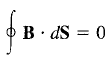 ∮ B · dS = 0